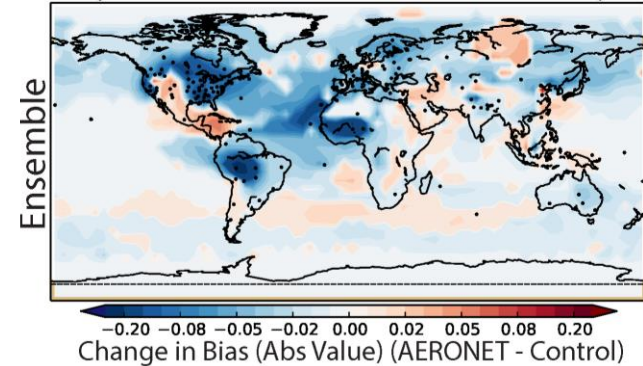 Ensemble
−0.20 −0.08 −0.05 −0.02 0.00 0.02 0.05 0.08 0.20
Change in Bias (Abs Value) (AERONET - Control)